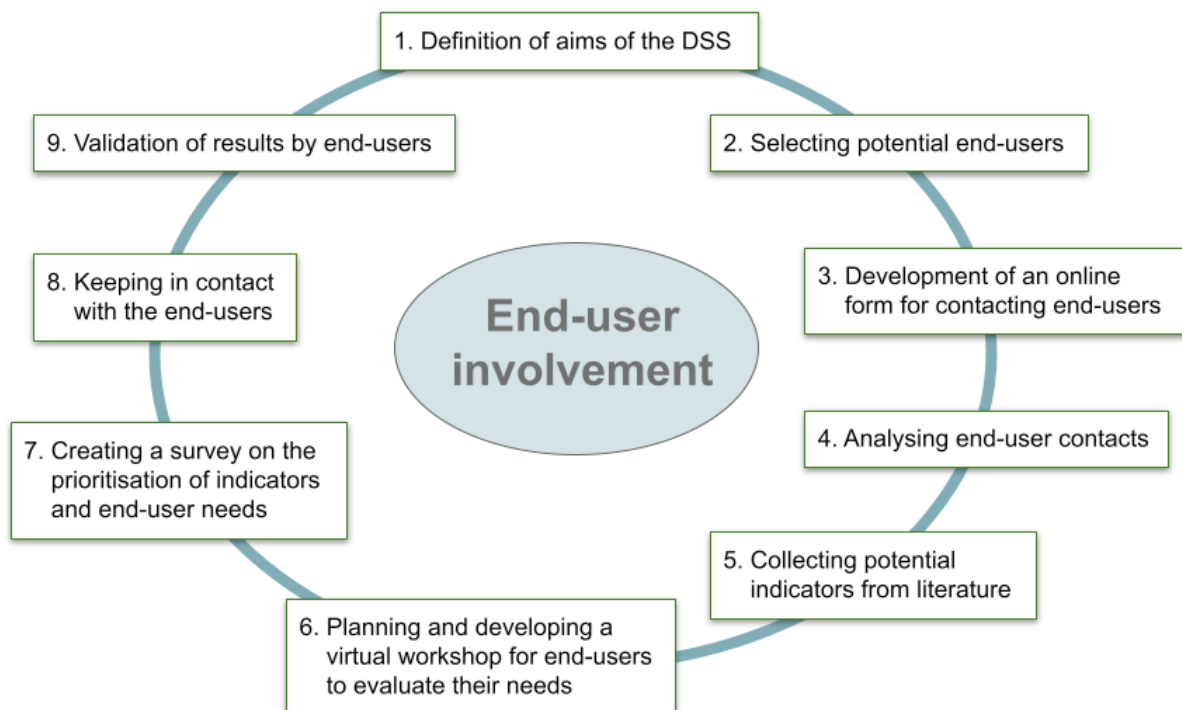 1. Definition of aims of the DSS
2. Selecting potential end-users
3. Development of an online
form for contacting end-users
4. Analysing end-user contacts
5. Collecting potential
indicators from literature
6. Planning and developing a
virtual workshop for end-users
to evaluate their needs
7. Creating a survey on the
prioritisation of indicators
and end-user needs
8. Keeping in contact
with the end-users
9. Validation of results by end-users
End-user
involvement